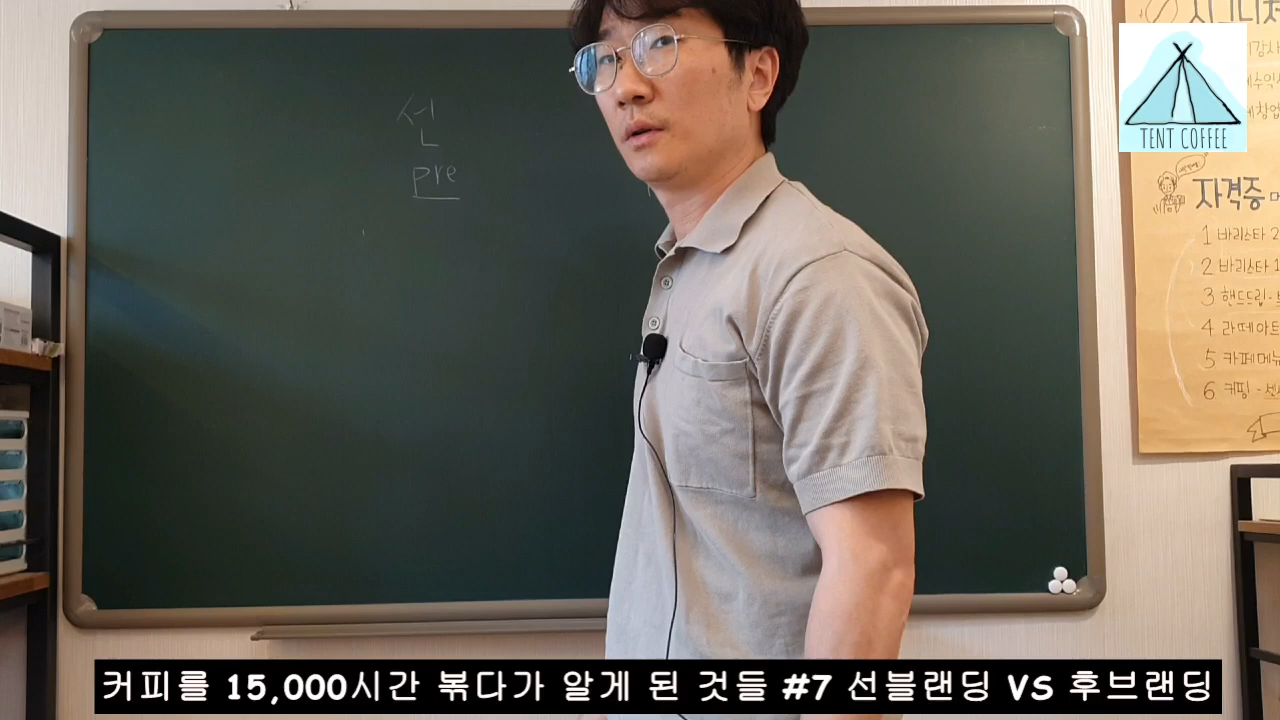 선
pre
TENT COFFEE
자격증
1 바리스타 2
2 바리스타 1
3 핸드드립
4 라떼아트
5 카페메뉴
6 커핑 - 센
커피를 15,000시간 볶다가 알게 된 것들 #7 선블랜딩 VS 후브랜딩